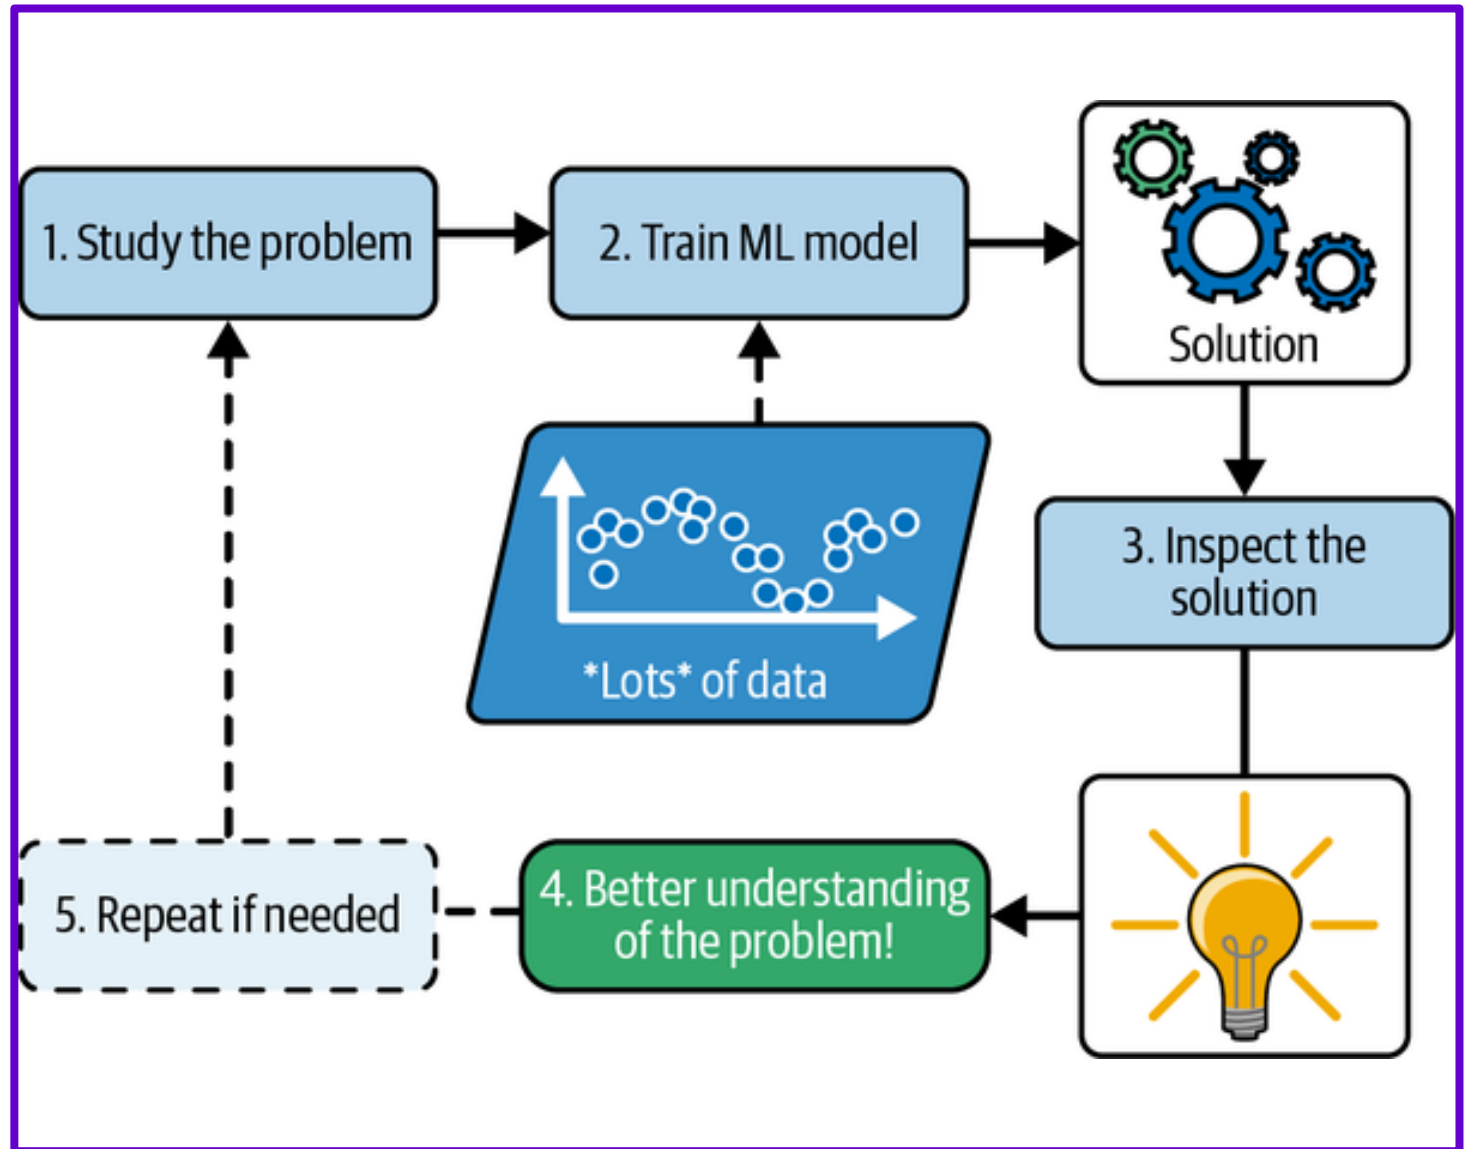 1. Study the problem
2. Train ML model
Solution
*Lots* of data
3. Inspect the
solution
4. Better understanding
of the problem!
5. Repeat if needed